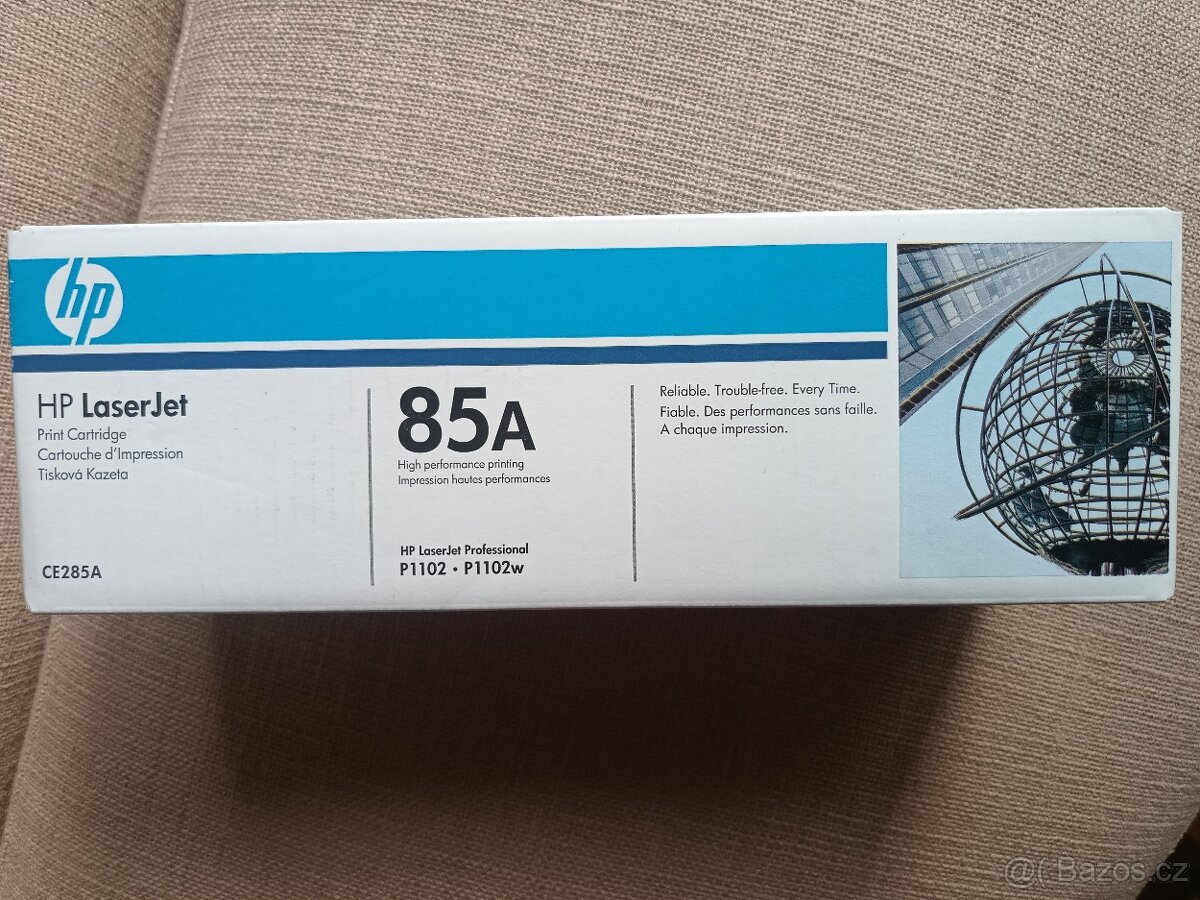 hp
HP LaserJet
Print Cartridge
Cartouche d'Impression
Tisková Kazeta
CE285A
85A
High performance printing
Impression hautes performances
HP LaserJet Professional
P1102 • P1102w
Reliable. Trouble-free. Every Time.
Fiable. Des performances sans faille.
A chaque impression.
@( Bazos.cz